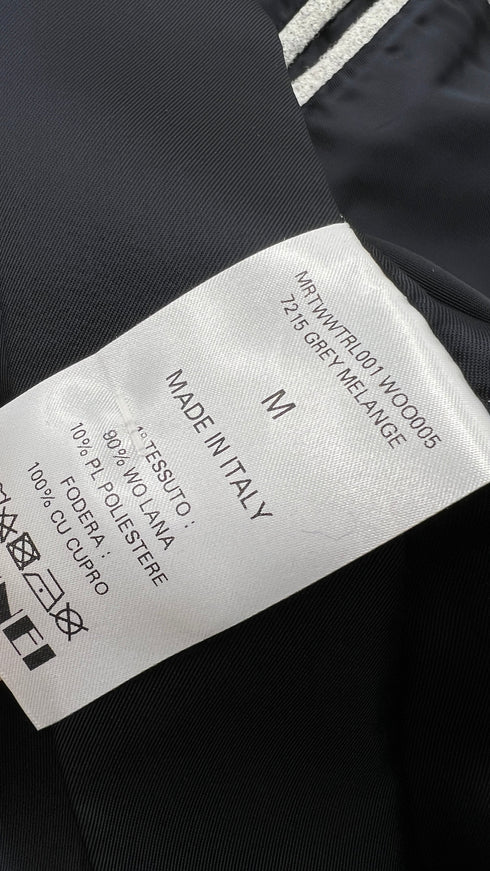 MRTWWTRL001 WOO005
7215 GREY MELANGE
M
MADE IN ITALY
1° TESSUTO :
90% WO LANA
10% PL POLIESTERE
FODERA :
100% CU CUPRO